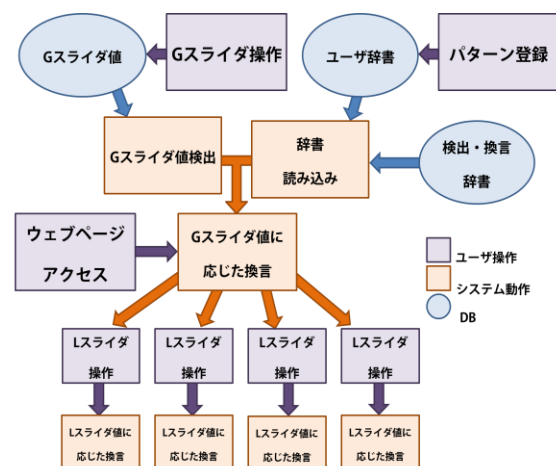 Gスライダ値
Gスライダ操作
ユーザ辞書
パターン登録
Gスライダ値検出
辞書
読み込み
検出・換言
辞書
ウェブページ
アクセス
Gスライダ値に
応じた換言
ユーザ操作
システム動作
DB
Lスライダ
操作
Lスライダ
操作
Lスライダ
操作
Lスライダ
操作
Lスライダ値に
応じた換言
Lスライダ値に
応じた換言
Lスライダ値に
応じた換言
Lスライダ値に
応じた換言